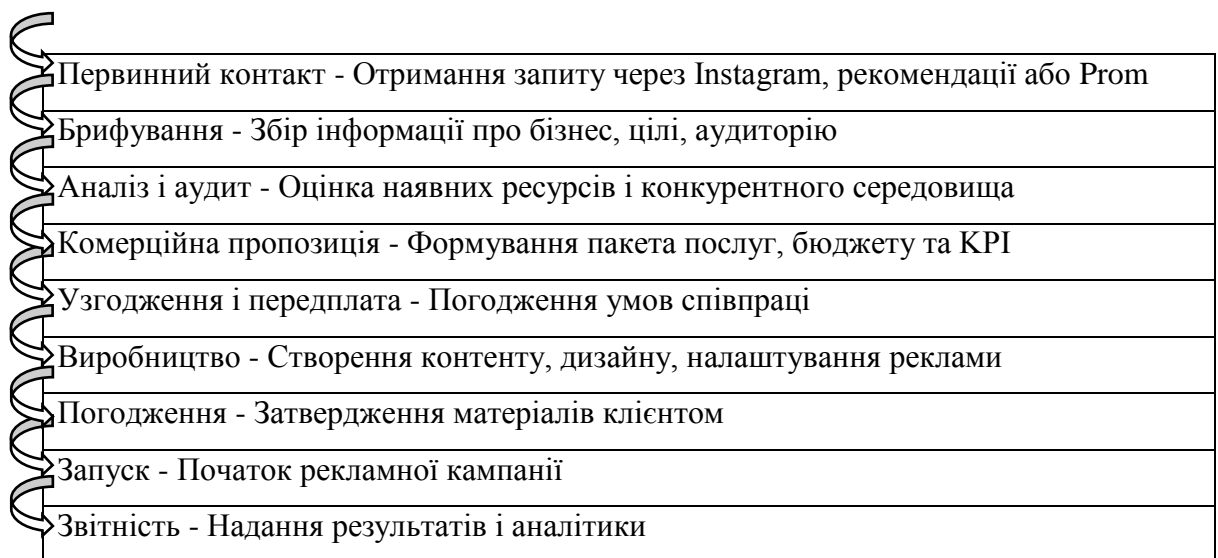 Первинний контакт - Отримання запиту через Instagram, рекомендації або Prom
Брифування - Збір інформації про бізнес, цілі, аудиторію
Аналіз і аудит - Оцінка наявних ресурсів і конкурентного середовища
Комерційна пропозиція - Формування пакета послуг, бюджету та KPI
Узгодження і передплата - Погодження умов співпраці
Виробництво - Створення контенту, дизайну, налаштування реклами
Погодження - Затвердження матеріалів клієнтом
Запуск - Початок рекламної кампанії
Звітність - Надання результатів і аналітики